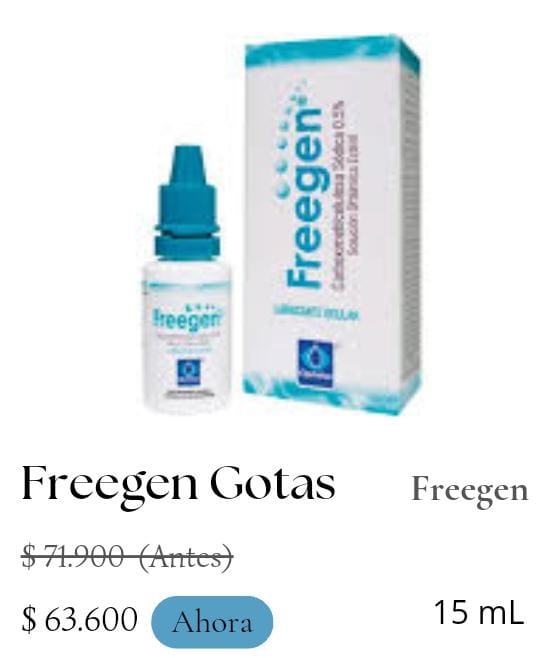 Freegen
Carboximetilcelulosa Sódica 0.5%
Solución Oftálmica Estéril
LUBRICANTE OCULAR
Freegen
Freegen Gotas
Freegen
$ 71.900 (Antes)
$ 63.600
Ahora
15 mL